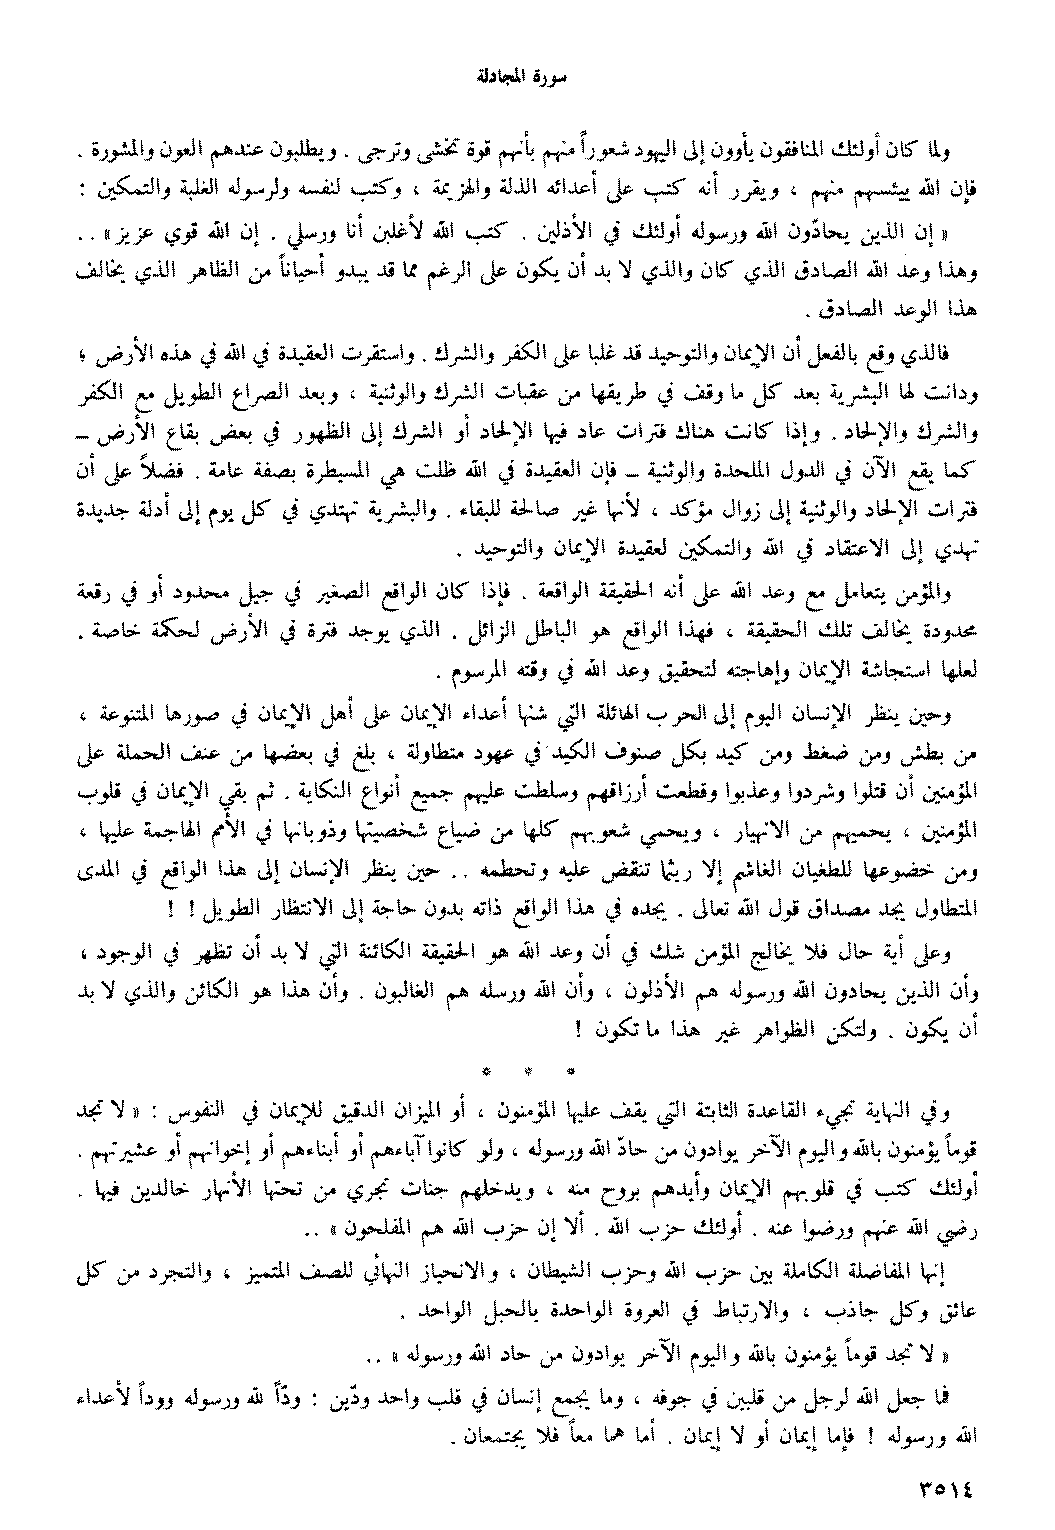 سورة المجادلة
ولما كان أولئك المنافقون يأوون إلى اليهود شعوراً منهم بأنهم قوة تخشى وترجى . ويطلبون عندهم العون والمشورة .
فإن الله ييئسهم منهم ، ويقرر أنه كتب على أعدائه الذلة والهزيمة ، وكتب لنفسه ولرسوله الغلبة والتمكين :
« إن الذين يحادّون الله ورسوله أولئك في الأذلين . كتب الله لأغلبن أنا ورسلي . إن الله قوي عزيز » ..
وهذا وعد الله الصادق الذي كان والذي لا بد أن يكون على الرغم مما قد يبدو أحياناً من الظاهر الذي يخالف
هذا الوعد الصادق .
فالذي وقع بالفعل أن الإيمان والتوحيد قد غلبا على الكفر والشرك . واستقرت العقيدة في الله في هذه الأرض ؛
ودانت لها البشرية بعد كل ما وقف في طريقها من عقبات الشرك والوثنية ، وبعد الصراع الطويل مع الكفر
والشرك والإلحاد . وإذا كانت هناك فترات عاد فيها الإلحاد أو الشرك إلى الظهور في بعض بقاع الأرض –
كما يقع الآن في الدول الملحدة والوثنية – فإن العقيدة في الله ظلت هي المسيطرة بصفة عامة . فضلاً على أن
فترات الإلحاد والوثنية إلى زوال مؤكد ، لأنها غير صالحة للبقاء . والبشرية تهتدي في كل يوم إلى أدلة جديدة
تهدي إلى الاعتقاد في الله والتمكين لعقيدة الإيمان والتوحيد .
والمؤمن يتعامل مع وعد الله على أنه الحقيقة الواقعة . فإذا كان الواقع الصغير في جيل محدود أو في رقعة
محدودة يخالف تلك الحقيقة ، فهذا الواقع هو الباطل الزائل . الذي يوجد فترة في الأرض لحكمة خاصة .
لعلها استجاشة الإيمان وإهاجته لتحقيق وعد الله في وقته المرسوم .
وحين ينظر الإنسان اليوم إلى الحرب الهائلة التي شنها أعداء الإيمان على أهل الإيمان في صورها المتنوعة ،
من بطش ومن ضغط ومن كيد بكل صنوف الكيد في عهود متطاولة ، بلغ في بعضها من عنف الحملة على
المؤمنين أن قتلوا وشردوا وعذبوا وقطعت أرزاقهم وسلطت عليهم جميع أنواع النكاية . ثم بقي الإيمان في قلوب
المؤمنين ، يحميهم من الانهيار ، ويحمي شعوبهم كلها من ضياع شخصيتها وذوبانها في الأمم الهاجمة عليها ،
ومن خضوعها للطغيان الغاشم إلا ريثما تنقض عليه وتحطمه .. حين ينظر الإنسان إلى هذا الواقع في المدى
المتطاول يجد مصداق قول الله تعالى . يجده في هذا الواقع ذاته بدون حاجة إلى الانتظار الطويل ! !
وعلى أية حال فلا يخالج المؤمن شك في أن وعد الله هو الحقيقة الكائنة التي لا بد أن تظهر في الوجود ،
وأن الذين يحادون الله ورسوله هم الأذلون ، وأن الله ورسله هم الغالبون . وأن هذا هو الكائن والذي لا بد
أن يكون . ولتكن الظواهر غير هذا ما تكون !
* * *
وفي النهاية تجيء القاعدة الثابتة التي يقف عليها المؤمنون ، أو الميزان الدقيق للإيمان في النفوس : « لا تجد
قوماً يؤمنون بالله واليوم الآخر يوادون من حادّ الله ورسوله ، ولو كانوا آباءهم أو أبناءهم أو إخوانهم أو عشيرتهم .
أولئك كتب في قلوبهم الإيمان وأيدهم بروح منه ، ويدخلهم جنات تجري من تحتها الأنهار خالدين فيها .
رضي الله عنهم ورضوا عنه . أولئك حزب الله . ألا إن حزب الله هم المفلحون » ..
إنها المفاضلة الكاملة بين حزب الله وحزب الشيطان ، والانحياز النهائي للصف المتميز ، والتجرد من كل
عائق وكل جاذب ، والارتباط في العروة الواحدة بالحبل الواحد .
« لا تجد قوماً يؤمنون بالله واليوم الآخر يوادون من حاد الله ورسوله » ..
فما جعل الله لرجل من قلبين في جوفه ، وما يجمع إنسان في قلب واحد ودّين : ودّاً لله ورسوله ووداً لأعداء
الله ورسوله ! فإما إيمان أو لا إيمان . أما هما معاً فلا يجتمعان .
٣٥١٤